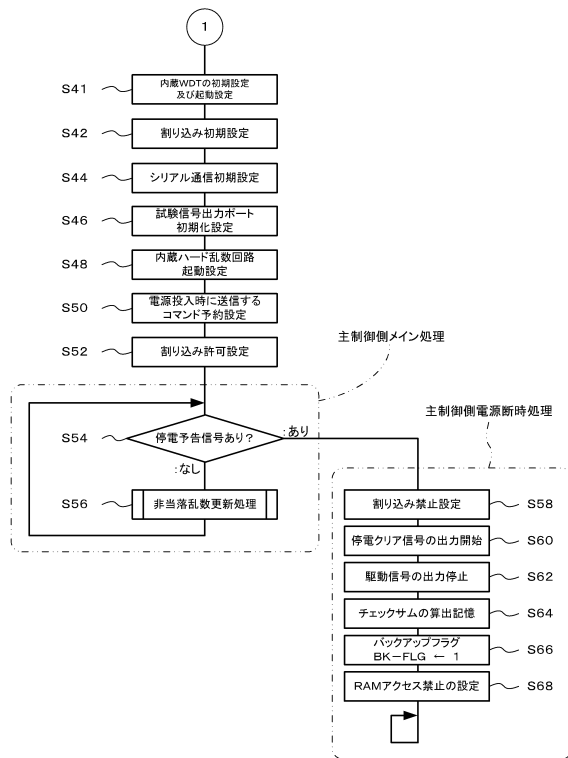 1
S41
内蔵WDTの初期設定
及び起動設定
S42
割り込み初期設定
S44
シリアル通信初期設定
S46
試験信号出力ポート
初期化設定
S48
内蔵ハード乱数回路
起動設定
S50
電源投入時に送信する
コマンド予約設定
S52
割り込み許可設定
主制御側メイン処理
S54
停電予告信号あり?
:あり
:なし
S56
非当落乱数更新処理
主制御側電源断時処理
割り込み禁止設定
S58
停電クリア信号の出力開始
S60
駆動信号の出力停止
S62
チェックサムの算出記憶
S64
バックアップフラグ
BK-FLG ← 1
S66
RAMアクセス禁止の設定
S68